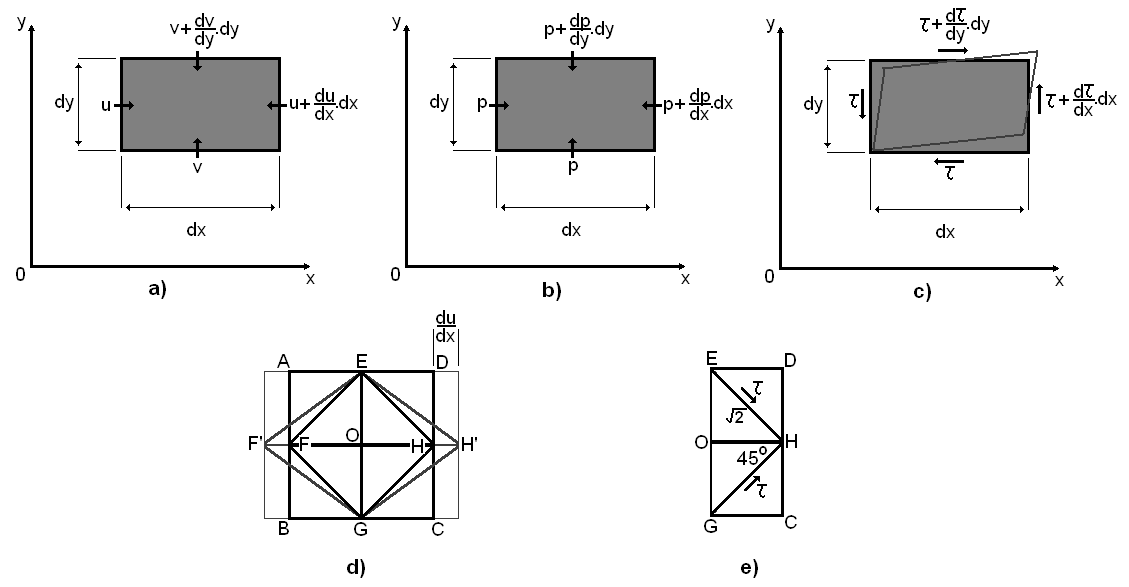 y
v + dv/dy .dy
dy
u
u + du/dx .dx
v
dx
0
x
a)
y
p + dp/dy .dy
dy
p
p + dp/dx .dx
p
dx
0
x
b)
y
τ + dτ/dy .dy
dy
τ
τ + dτ/dx .dx
τ
dx
0
x
c)
du/dx
A E D
F' F O H H'
B G C
d)
E D
τ
√2
O H
45º
τ
G C
e)